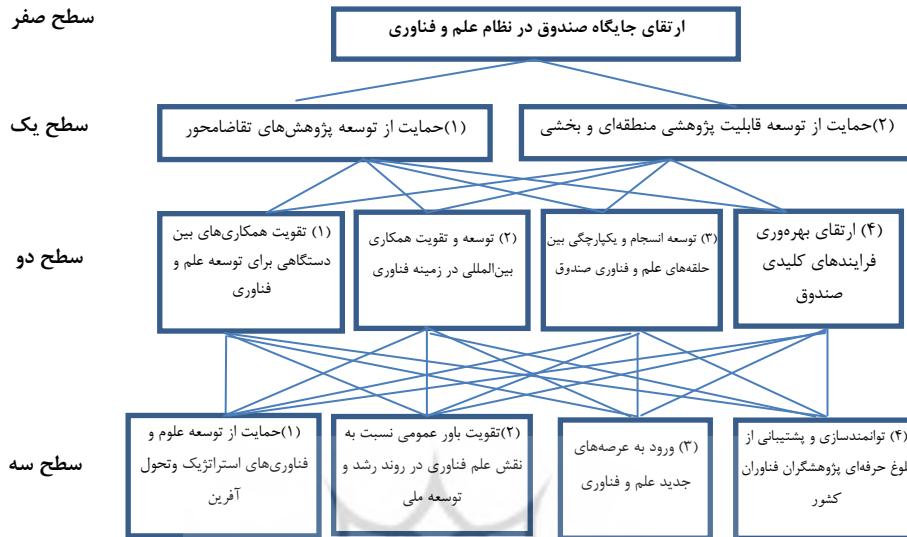 سطح صفر
ارتقای جایگاه صندوق در نظام علم و فناوری
سطح یک
(۲)حمایت از توسعه قابلیت پژوهشی منطقه‌ای و بخشی
(۱)حمایت از توسعه پژوهش‌های تقاضامحور
سطح دو
(۴) ارتقای بهره‌وری
فرایندهای کلیدی
صندوق
(۳) توسعه انسجام و یکپارچگی بین
حلقه‌های علم و فناوری صندوق
(۲) توسعه و تقویت همکاری
بین‌المللی در زمینه فناوری
(۱) تقویت همکاری‌های بین
دستگاهی برای توسعه علم و
فناوری
سطح سه
(۴) توانمندسازی و پشتیبانی از
بلوغ حرفه‌ای پژوهشگران فناوران
کشور
(۳) ورود به عرصه‌های
جدید علم و فناوری
(۲)تقویت باور عمومی نسبت به
نقش علم فناوری در روند رشد و
توسعه ملی
(۱)حمایت از توسعه علوم و
فناوری‌های استراتژیک وتحول
آفرین